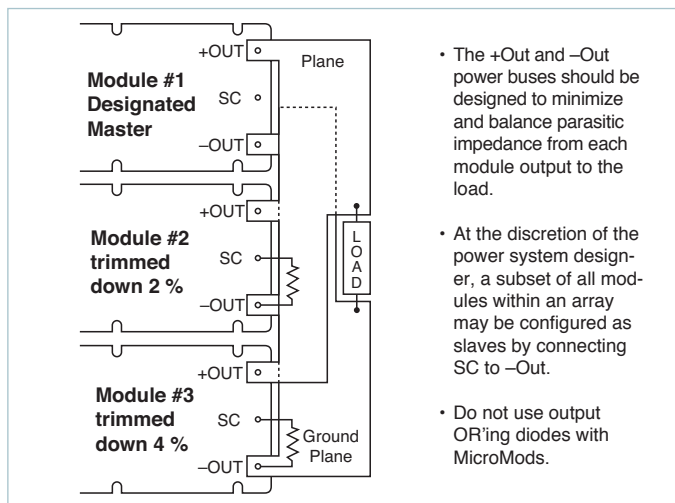 +OUT
Plane
Module #1
Designated
Master
SC
–OUT
+OUT
Module #2
trimmed
down 2 %
SC
–OUT
LOAD
+OUT
Module #3
trimmed
down 4 %
SC
Ground
Plane
–OUT
• The +Out and –Out
power buses should be
designed to minimize
and balance parasitic
impedance from each
module output to the
load.
• At the discretion of the
power system design-
er, a subset of all mod-
ules within an array
may be configured as
slaves by connecting
SC to –Out.
• Do not use output
OR'ing diodes with
MicroMods.